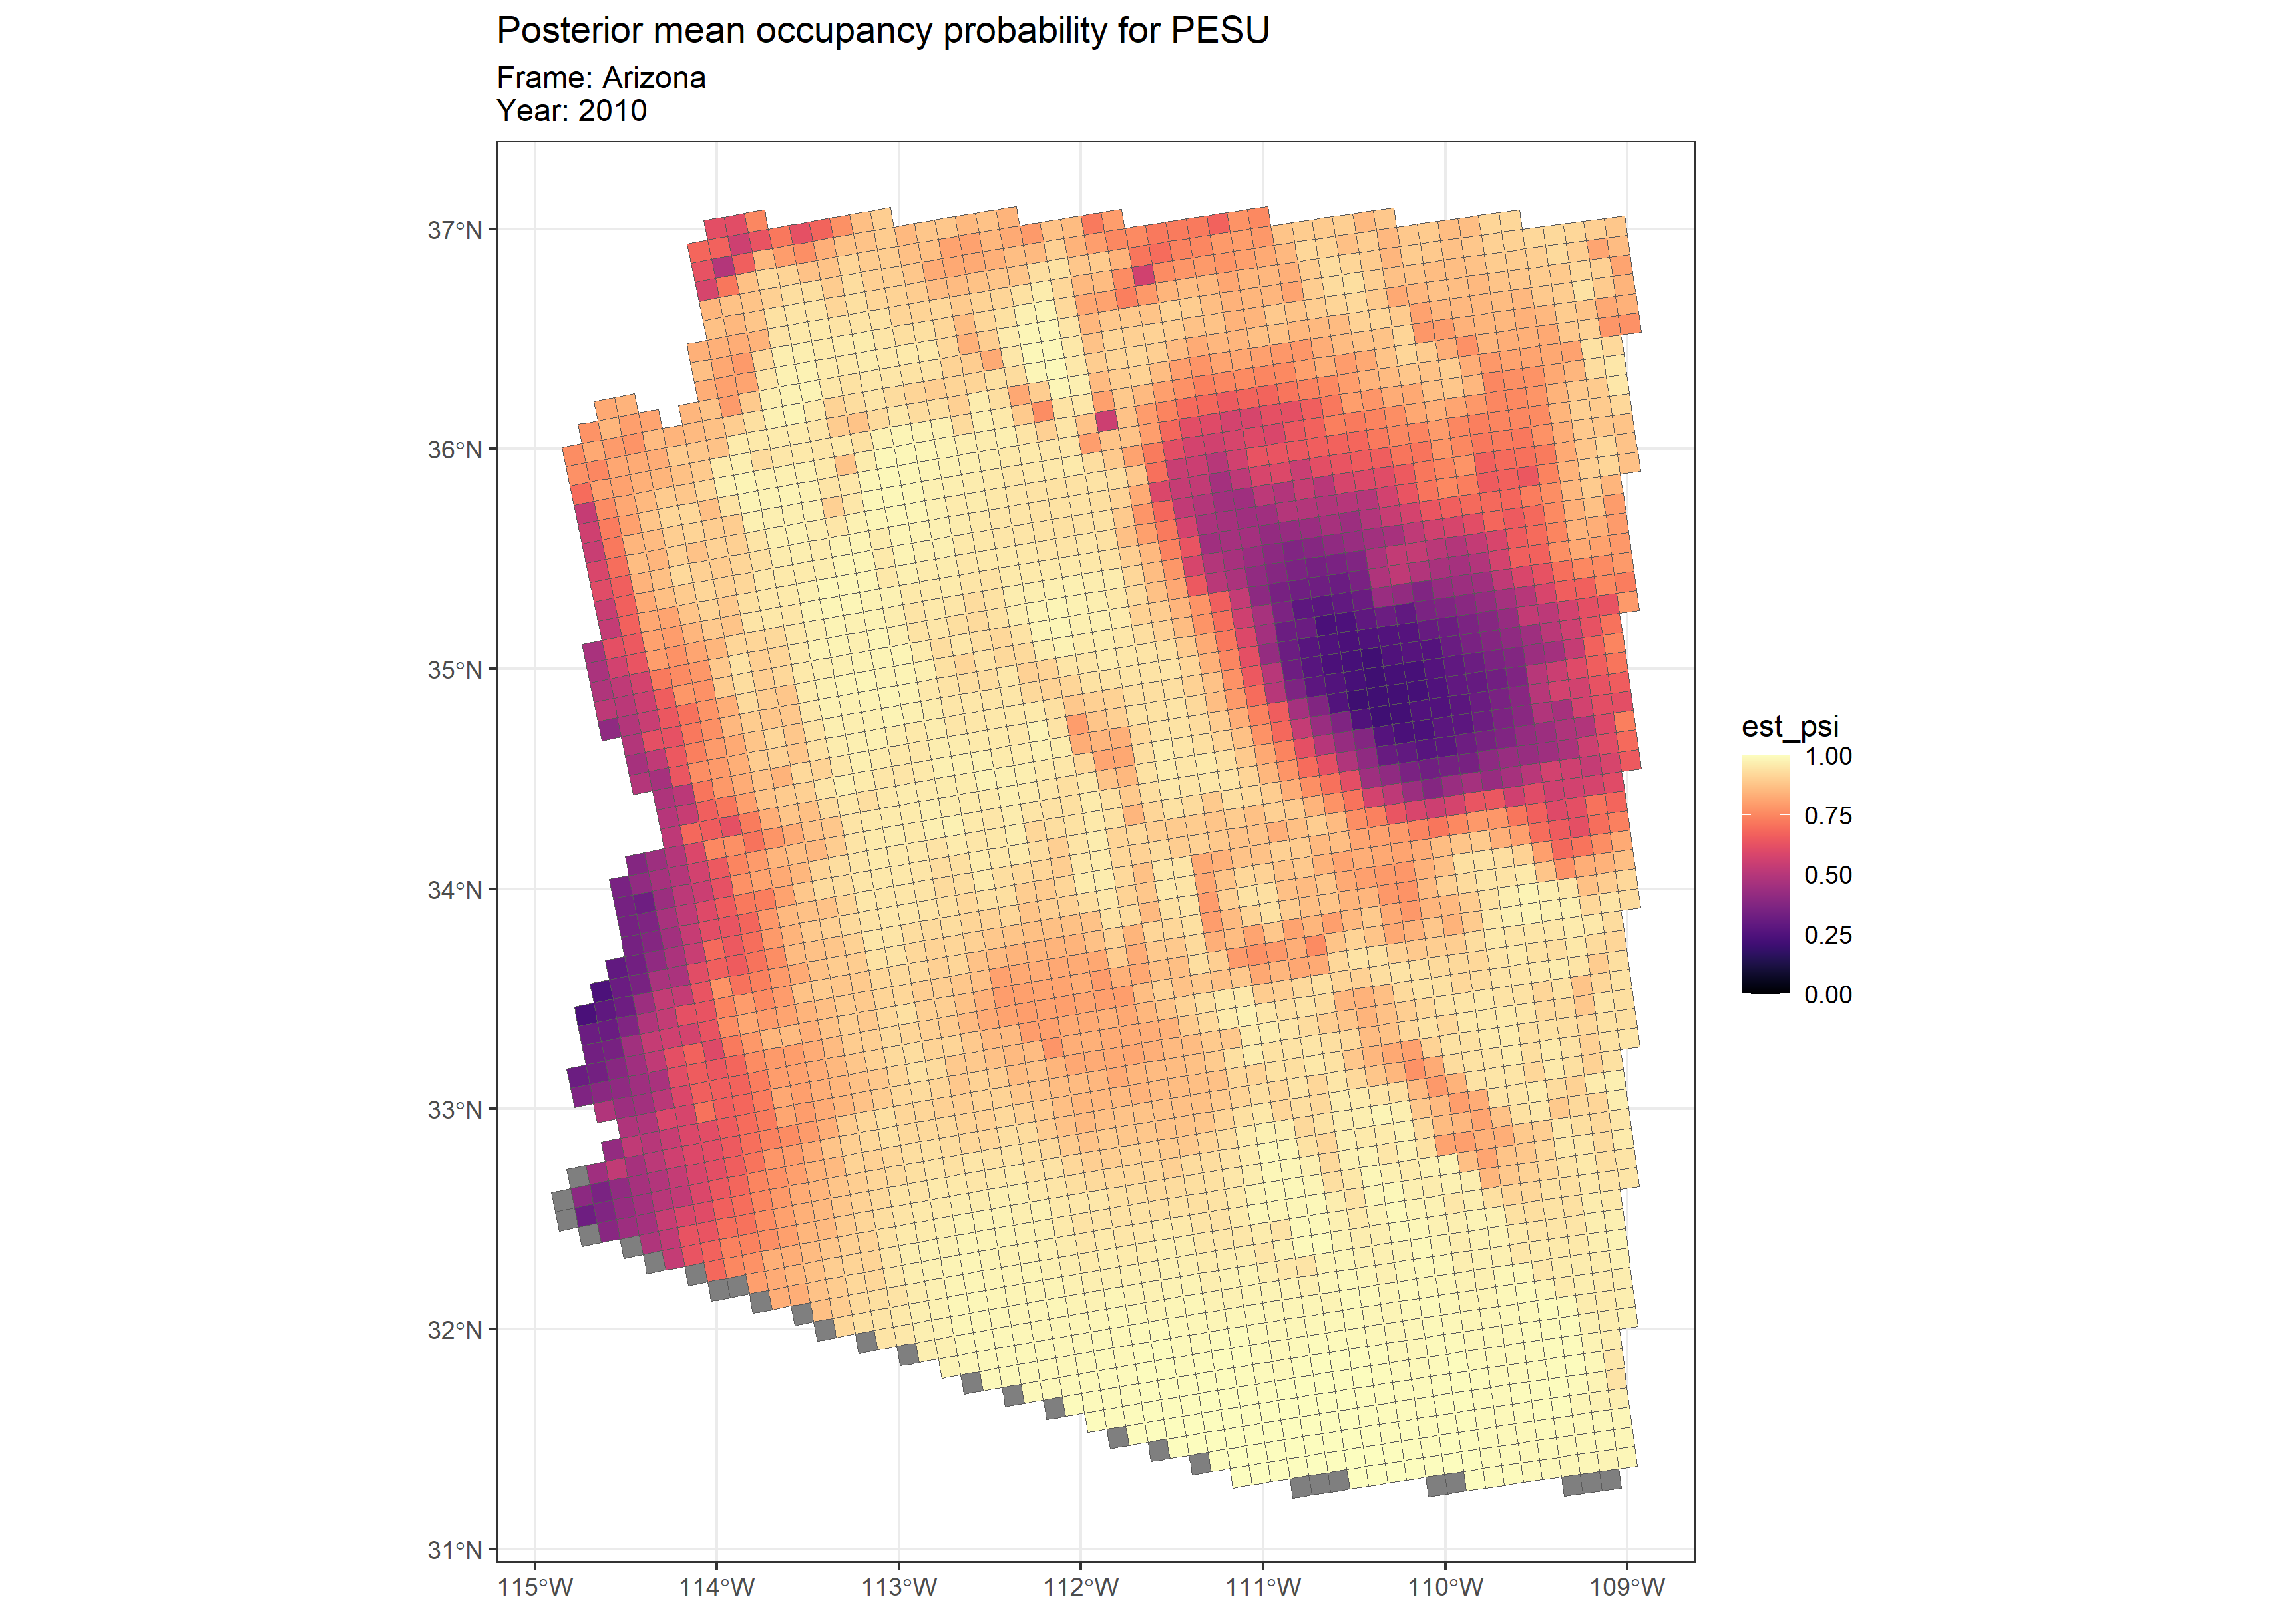 Posterior mean occupancy probability for PESU
Frame: Arizona
Year: 2010
37°N
36°N
35°N
34°N
33°N
32°N
31°N
115°W
114°W
113°W
112°W
111°W
110°W
109°W
est_psi
1.00
0.75
0.50
0.25
0.00